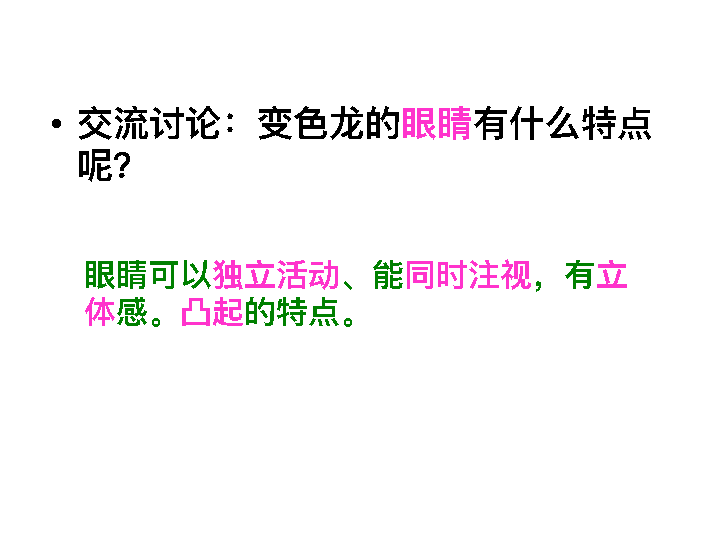 • 交流讨论：变色龙的眼睛有什么特点
呢?
眼睛可以独立活动、能同时注视，有立
体感。凸起的特点。